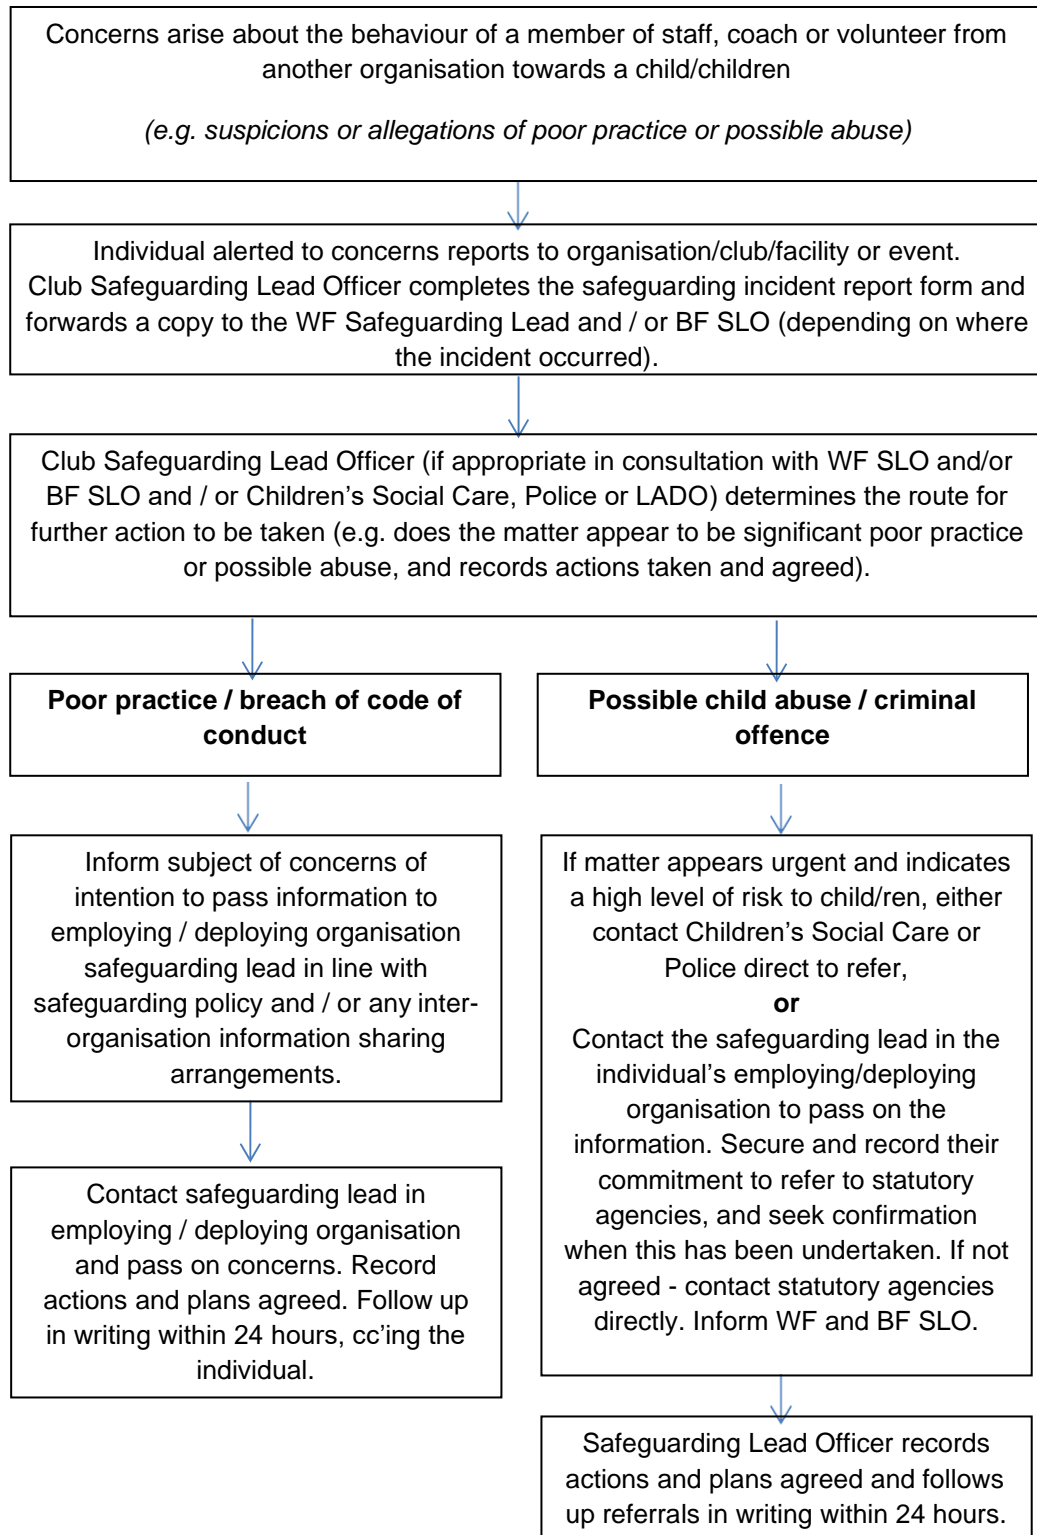 Concerns arise about the behaviour of a member of staff, coach or volunteer from
another organisation towards a child/children
(e.g. suspicions or allegations of poor practice or possible abuse)
Individual alerted to concerns reports to organisation/club/facility or event.
Club Safeguarding Lead Officer completes the safeguarding incident report form and
forwards a copy to the WF Safeguarding Lead and / or BF SLO (depending on where
the incident occurred).
Club Safeguarding Lead Officer (if appropriate in consultation with WF SLO and/or
BF SLO and / or Children’s Social Care, Police or LADO) determines the route for
further action to be taken (e.g. does the matter appear to be significant poor practice
or possible abuse, and records actions taken and agreed).
Poor practice / breach of code of
conduct
Inform subject of concerns of
intention to pass information to
employing / deploying organisation
safeguarding lead in line with
safeguarding policy and / or any inter-
organisation information sharing
arrangements.
Contact safeguarding lead in
employing / deploying organisation
and pass on concerns. Record
actions and plans agreed. Follow up
in writing within 24 hours, cc’ing the
individual.
Possible child abuse / criminal
offence
If matter appears urgent and indicates
a high level of risk to child/ren, either
contact Children’s Social Care or
Police direct to refer,
or
Contact the safeguarding lead in the
individual’s employing/deploying
organisation to pass on the
information. Secure and record their
commitment to refer to statutory
agencies, and seek confirmation
when this has been undertaken. If not
agreed - contact statutory agencies
directly. Inform WF and BF SLO.
Safeguarding Lead Officer records
actions and plans agreed and follows
up referrals in writing within 24 hours.